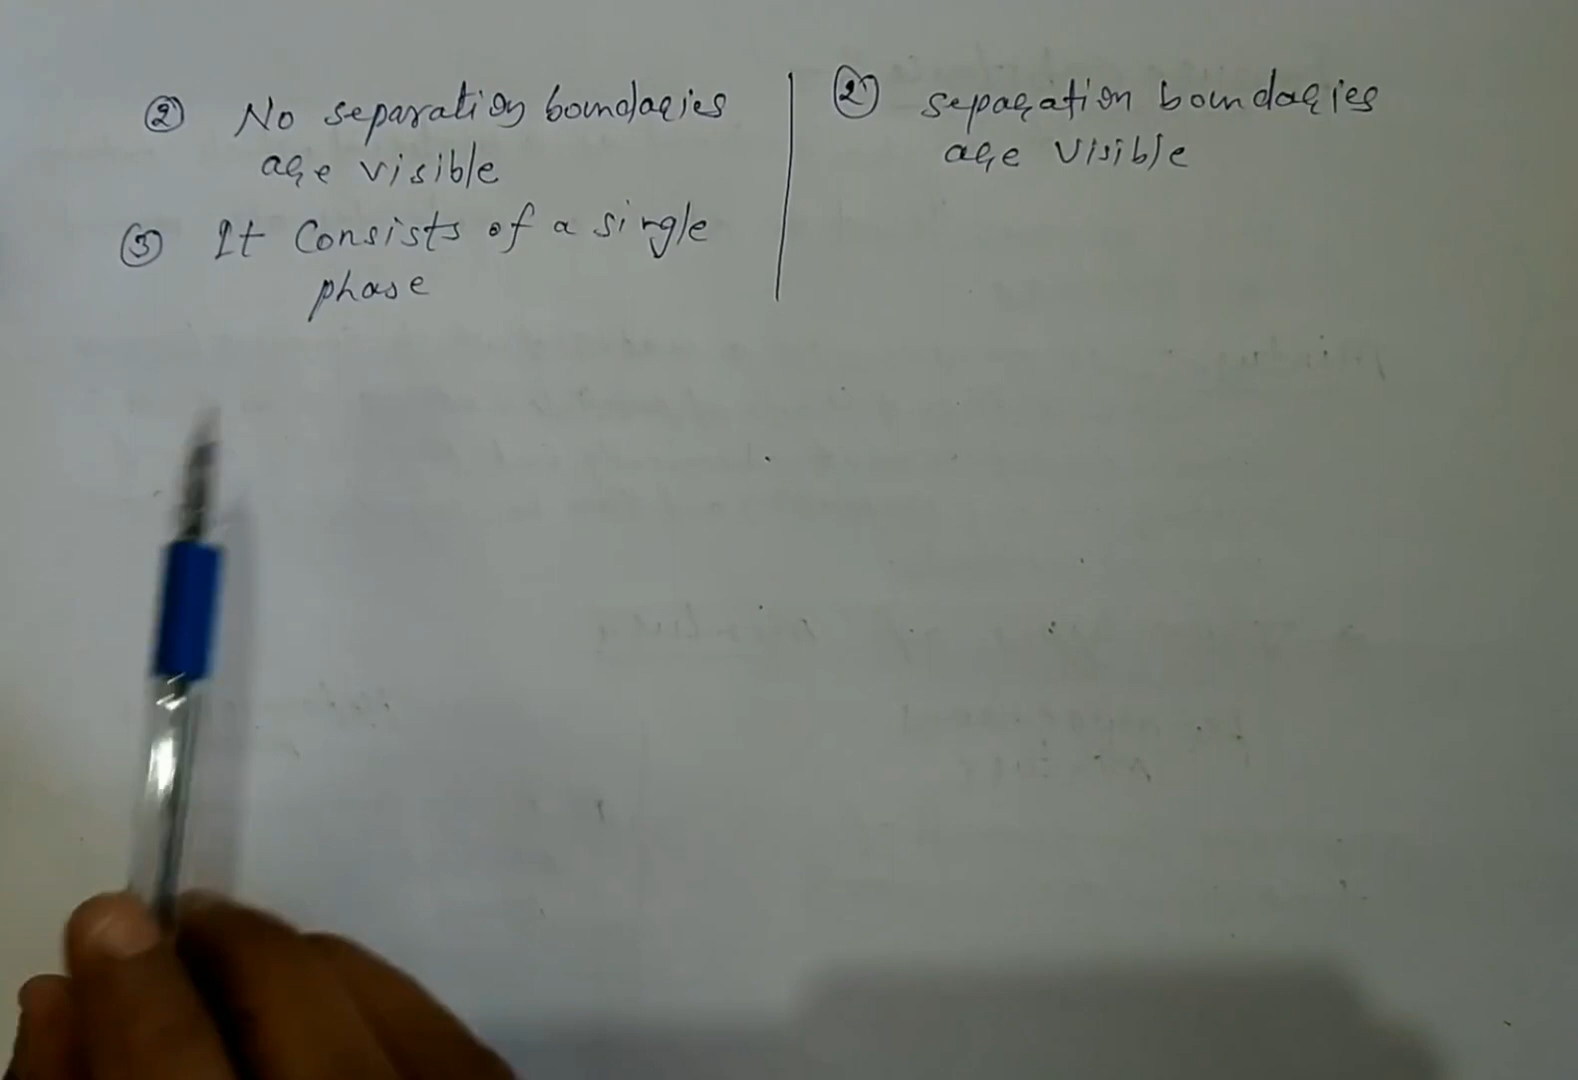 ② No separation boundaries
are visible
③ It consists of a single
phase
② separation boundaries
are visible